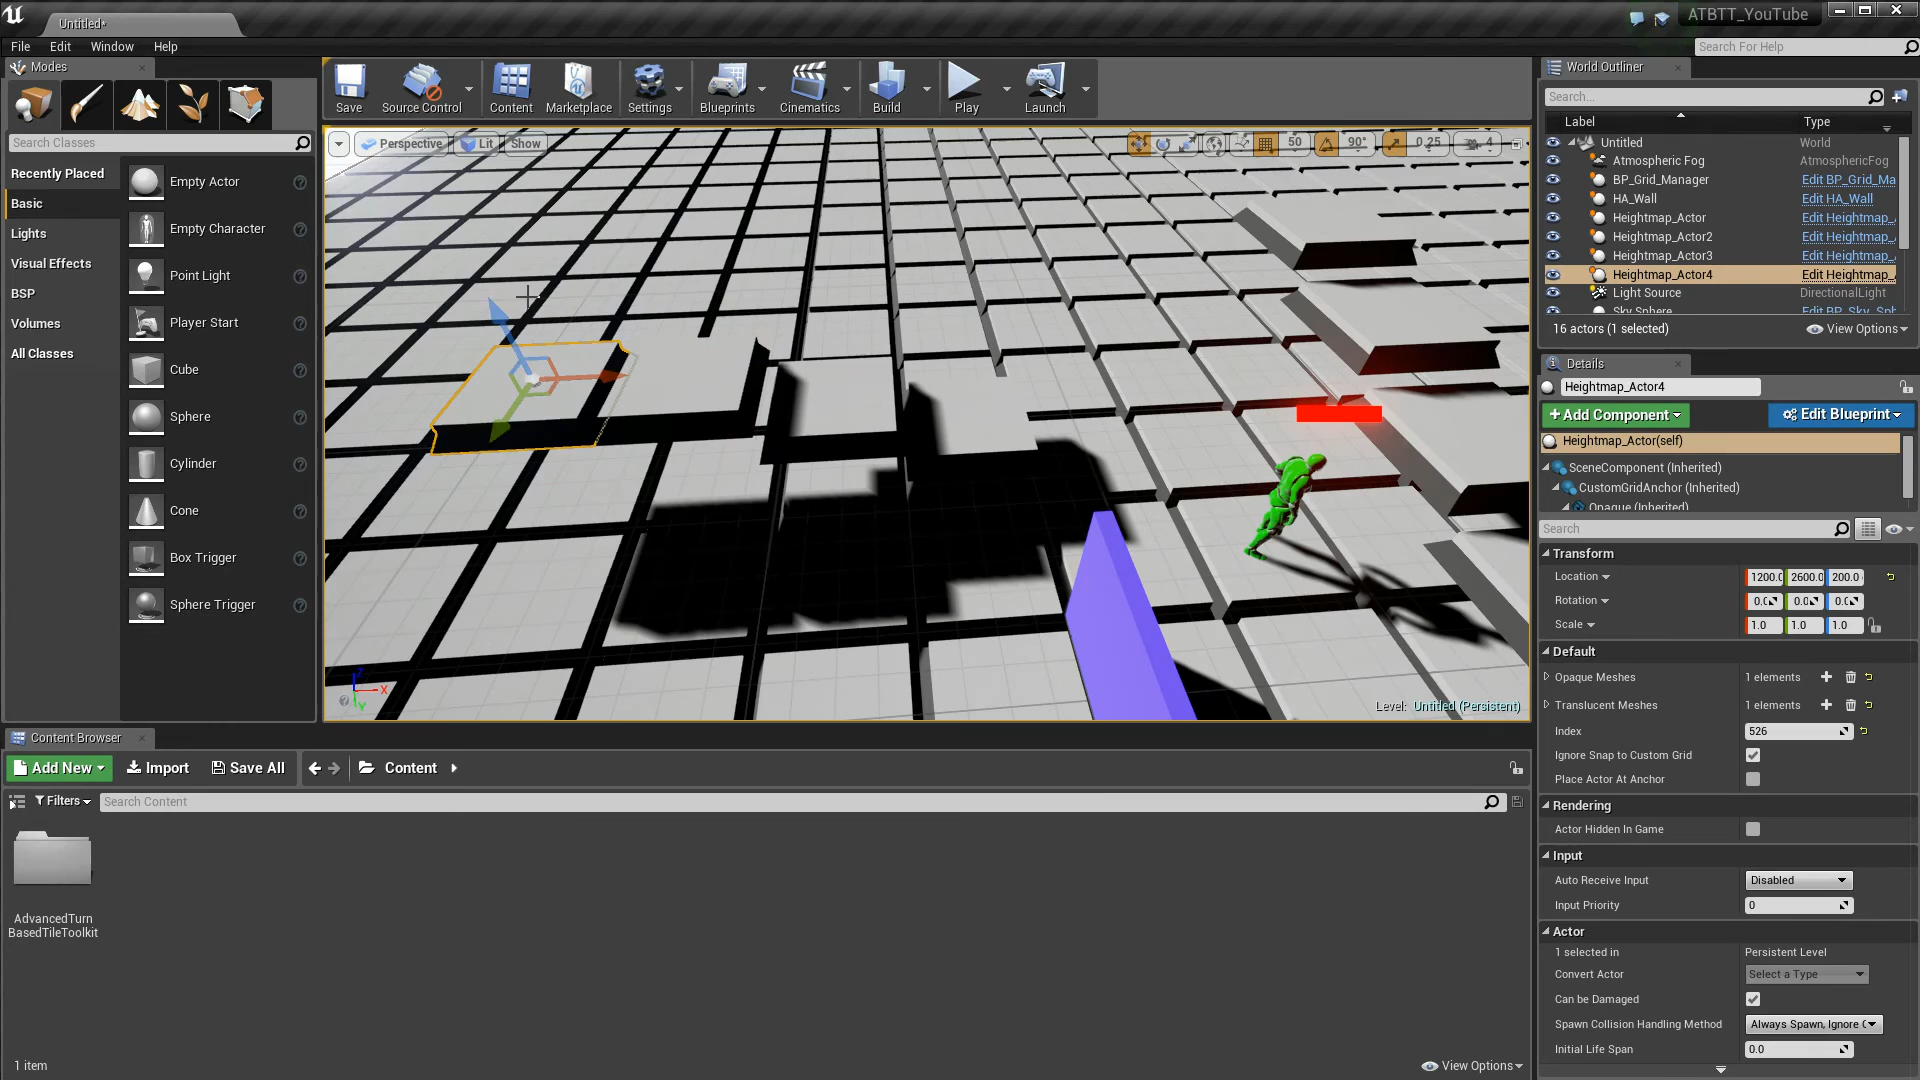 Untitled*
ATBTT_YouTube
File Edit Window Help
Search For Help
Modes
Search Classes
Recently Placed
Basic
Lights
Visual Effects
BSP
Volumes
All Classes
Empty Actor
Empty Character
Point Light
Player Start
Cube
Sphere
Cylinder
Cone
Box Trigger
Sphere Trigger
Save
Source Control
Content
Marketplace
Settings
Blueprints
Cinematics
Build
Play
Launch
Perspective
Lit
Show
50
90°
0.25
4
X
Y
Level: Untitled (Persistent)
World Outliner
Search...
Label Type
Untitled World
Atmospheric Fog AtmosphericFog
BP_Grid_Manager Edit BP_Grid_Ma
HA_Wall Edit HA_Wall
Heightmap_Actor Edit Heightmap_
Heightmap_Actor2 Edit Heightmap_
Heightmap_Actor3 Edit Heightmap_
Heightmap_Actor4 Edit Heightmap_
Light Source DirectionalLight
Sky Sphere Edit BP_Sky_Sph
16 actors (1 selected) View Options
Details
Heightmap_Actor4
Add Component
Edit Blueprint
Heightmap_Actor(self)
SceneComponent (Inherited)
CustomGridAnchor (Inherited)
Opaque (Inherited)
Search
Transform
Location 1200.0 2600.0 200.0
Rotation 0.0 0.0 0.0
Scale 1.0 1.0 1.0
Default
Opaque Meshes 1 elements
Translucent Meshes 1 elements
Index 526
Ignore Snap to Custom Grid
Place Actor At Anchor
Rendering
Actor Hidden In Game
Input
Auto Receive Input Disabled
Input Priority 0
Actor
1 selected in Persistent Level
Convert Actor Select a Type
Can be Damaged
Spawn Collision Handling Method Always Spawn, Ignore C
Initial Life Span 0.0
Content Browser
Add New
Import
Save All
Content
Filters
Search Content
AdvancedTurn
BasedTileToolkit
1 item
View Options